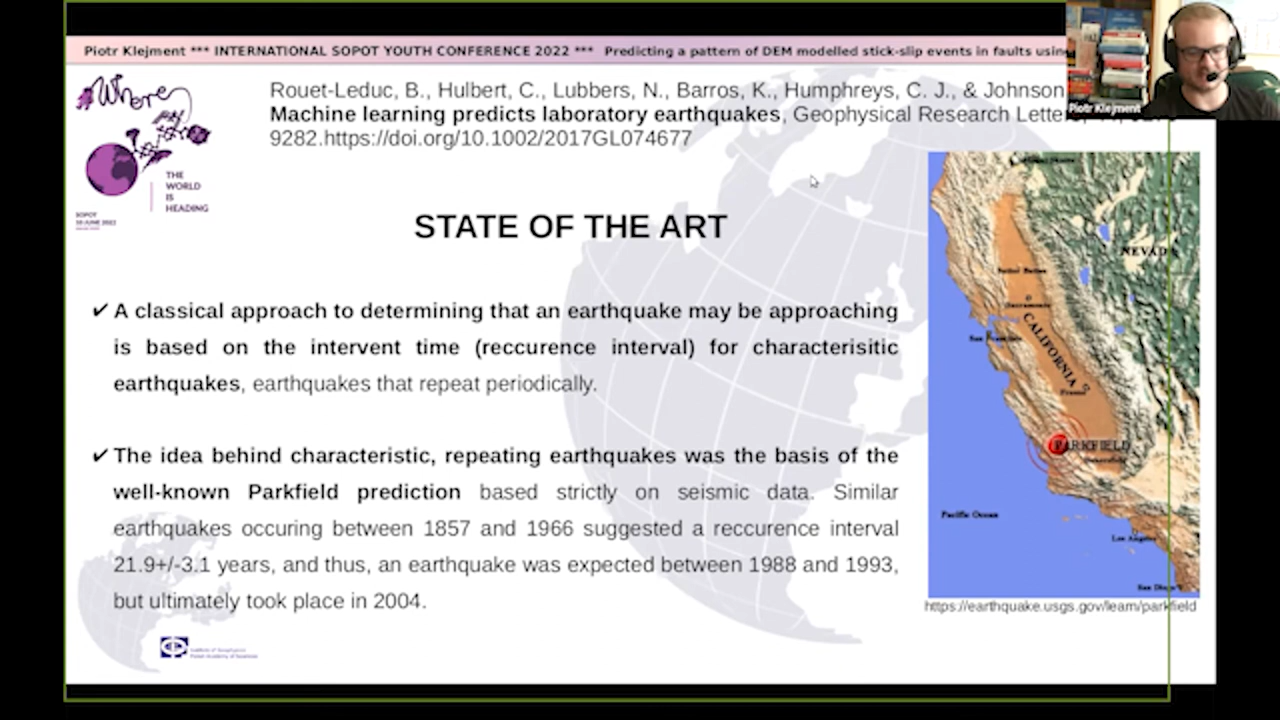 Piotr Klejment *** INTERNATIONAL SOPOT YOUTH CONFERENCE 2022 *** Predicting a pattern of DEM modelled stick-slip events in faults usin
Piotr Klejment
Where
THE
WORLD
IS
HEADING
SOPOT
Rouet-Leduc, B., Hulbert, C., Lubbers, N., Barros, K., Humphreys, C. J., & Johnson
Machine learning predicts laboratory earthquakes, Geophysical Research Letters,
9282.https://doi.org/10.1002/2017GL074677
STATE OF THE ART
✓ A classical approach to determining that an earthquake may be approaching
is based on the intervent time (reccurence interval) for characterisitic
earthquakes, earthquakes that repeat periodically.
✓ The idea behind characteristic, repeating earthquakes was the basis of the
well-known Parkfield prediction based strictly on seismic data. Similar
earthquakes occuring between 1857 and 1966 suggested a reccurence interval
21.9+/-3.1 years, and thus, an earthquake was expected between 1988 and 1993,
but ultimately took place in 2004.
NEVADA
Sacramento
San Francisco
CALIFORNIA
Fresno
PARKFIELD
Pacific Ocean
Los Angeles
San Diego
https://earthquake.usgs.gov/learn/parkfield